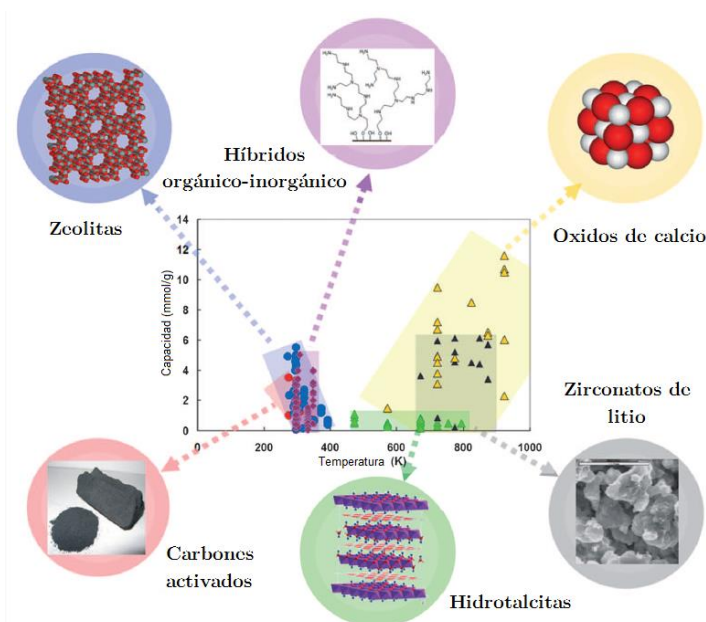 Híbridos
orgánico-inorgánico
Zeolitas
Oxidos de calcio
Capacidad (mmol/g)
14
12
10
8
6
4
2
0
0
200
400
600
800
1000
Temperatura (K)
Zirconatos de
litio
Carbones
activados
Hidrotalcitas